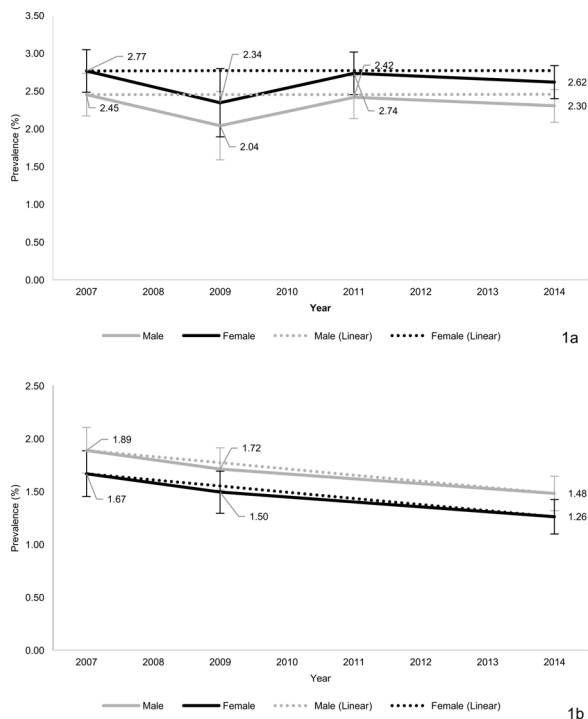 3.50
3.00
2.50
2.00
1.50
1.00
0.50
0.00
Prevalence (%)
2.77
2.34
2.42
2.62
2.45
2.04
2.74
2.30
2007 2008 2009 2010 2011 2012 2013 2014
Year
Male Female Male (Linear) Female (Linear)
1a
2.50
2.00
1.50
1.00
0.50
0.00
Prevalence (%)
1.89
1.72
1.48
1.67
1.50
1.26
2007 2008 2009 2010 2011 2012 2013 2014
Year
Male Female Male (Linear) Female (Linear)
1b